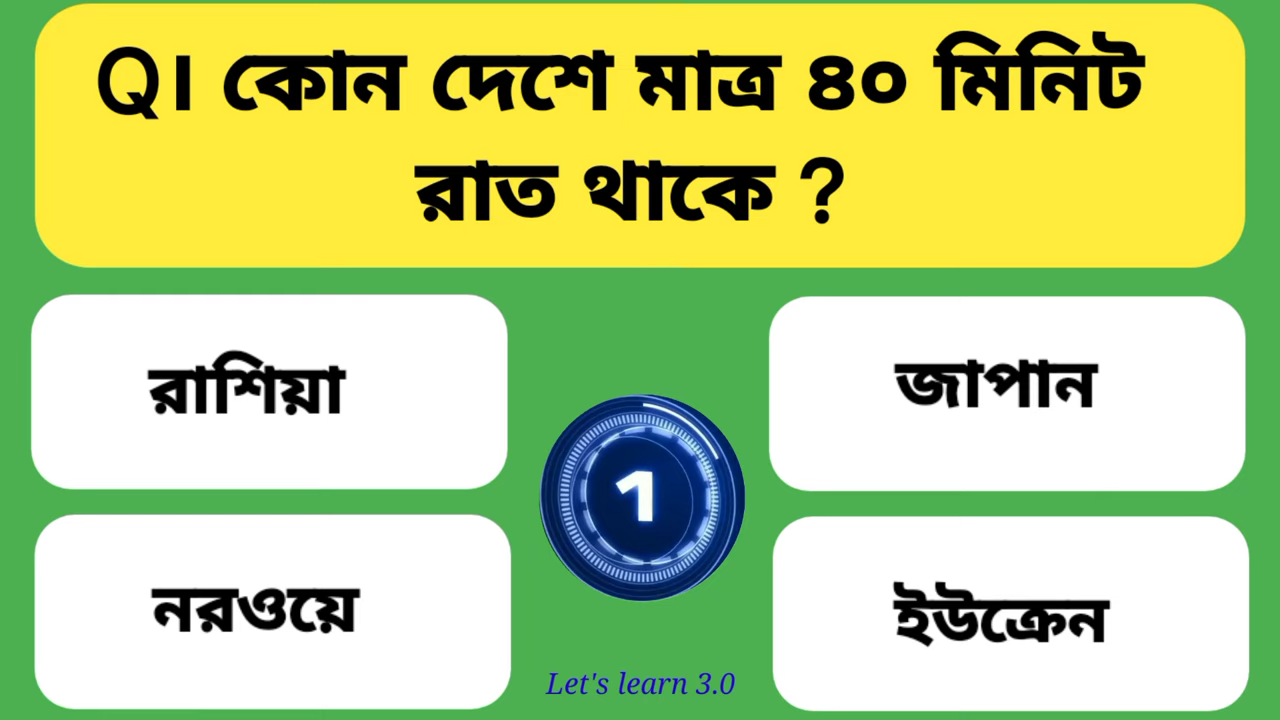 Q। কোন দেশে মাত্র ৪০ মিনিট
রাত থাকে ?
রাশিয়া
জাপান
1
নরওয়ে
ইউক্রেন
Let's learn 3.0